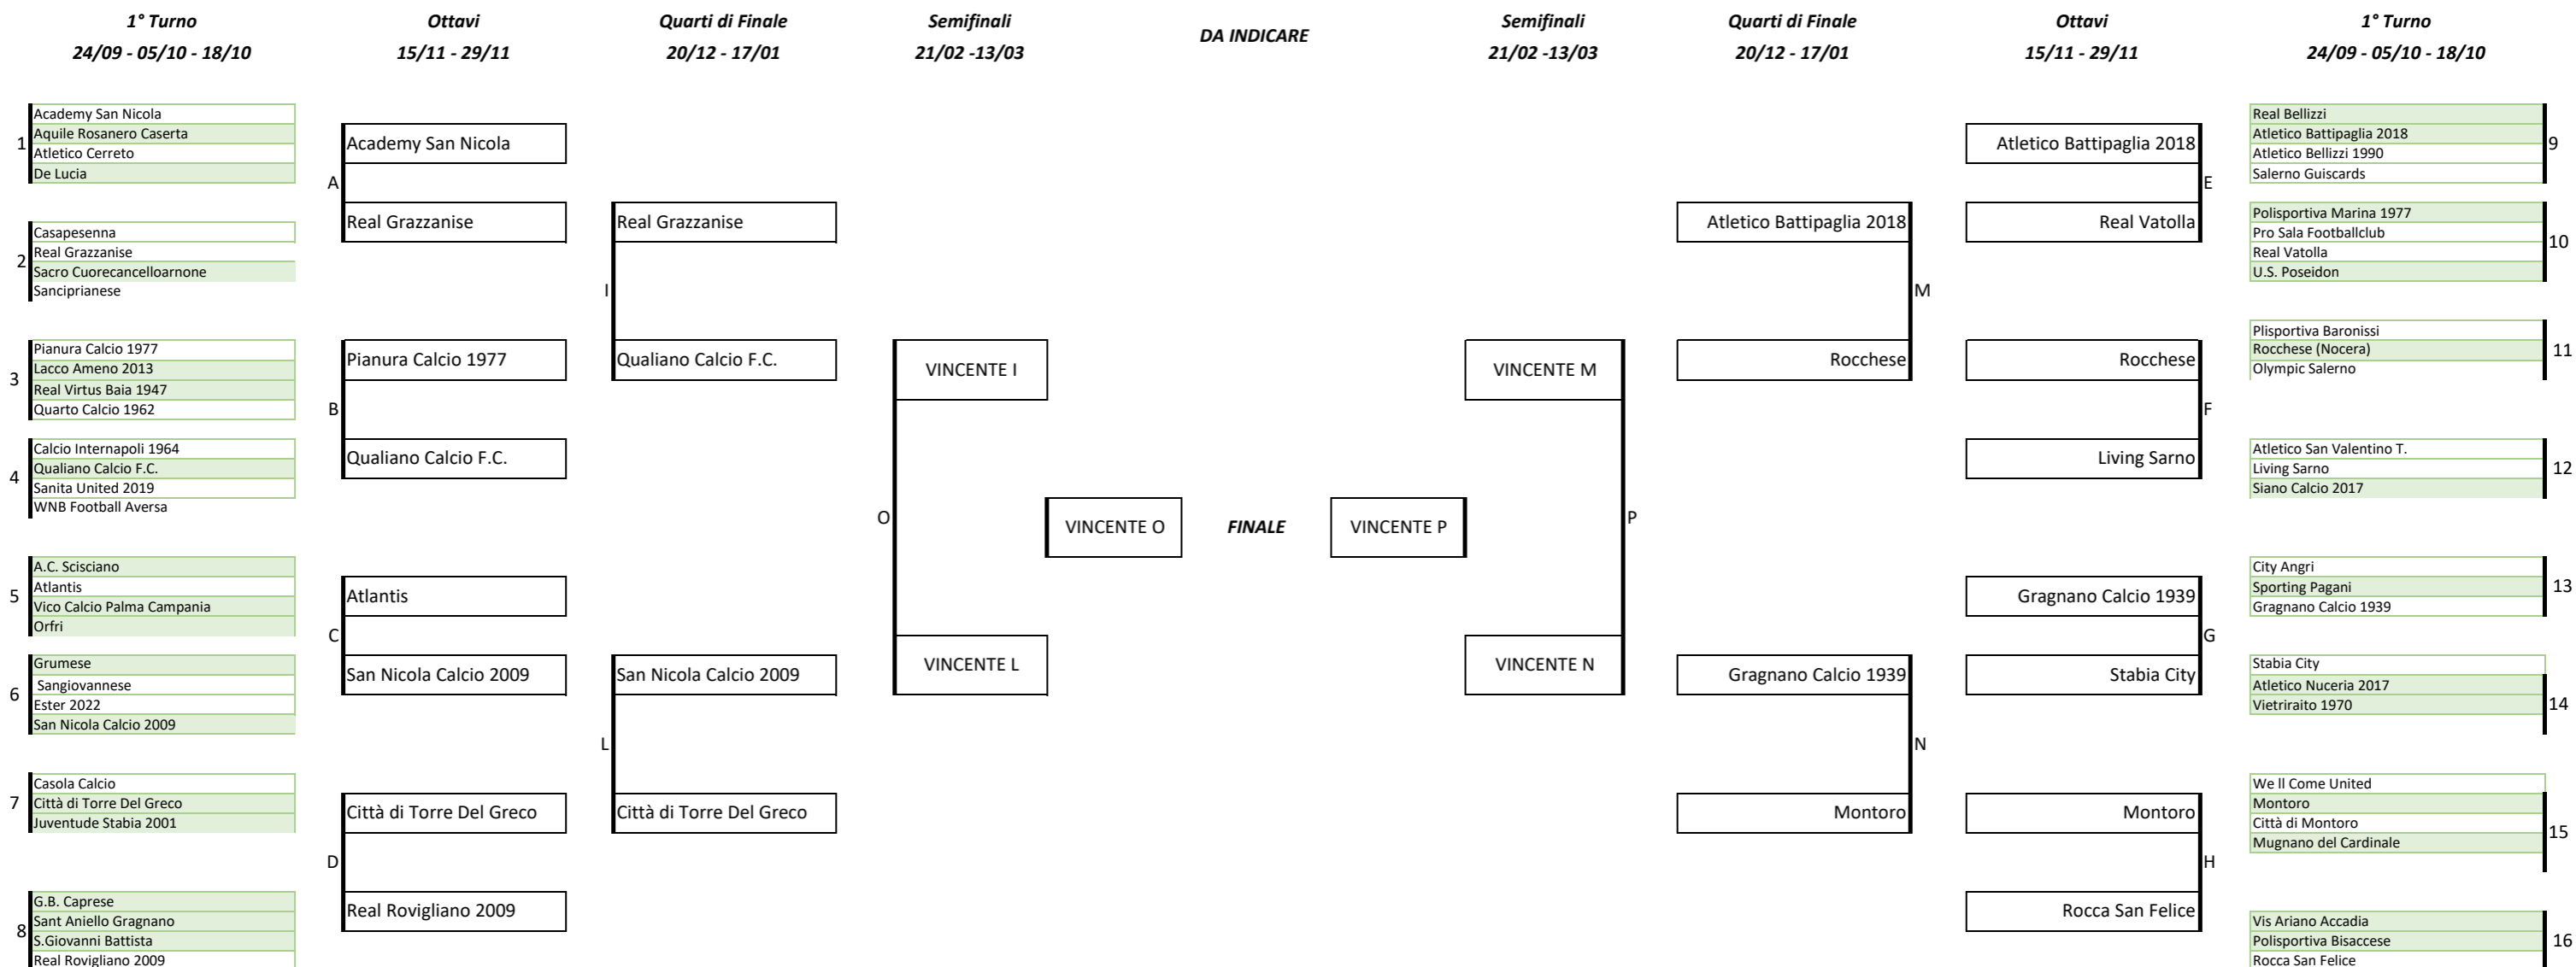 1° Turno
24/09 - 05/10 - 18/10
Ottavi
15/11 - 29/11
Quarti di Finale
20/12 - 17/01
Semifinali
21/02 -13/03
DA INDICARE
Semifinali
21/02 -13/03
Quarti di Finale
20/12 - 17/01
Ottavi
15/11 - 29/11
1° Turno
24/09 - 05/10 - 18/10
1
Academy San Nicola
Aquile Rosanero Caserta
Atletico Cerreto
De Lucia
2
Casapesenna
Real Grazzanise
Sacro Cuorecancelloarnone
Sanciprianese
3
Pianura Calcio 1977
Lacco Ameno 2013
Real Virtus Baia 1947
Quarto Calcio 1962
4
Calcio Internapoli 1964
Qualiano Calcio F.C.
Sanita United 2019
WNB Football Aversa
5
A.C. Scisciano
Atlantis
Vico Calcio Palma Campania
Orfri
6
Grumese
Sangiovannese
Ester 2022
San Nicola Calcio 2009
7
Casola Calcio
Città di Torre Del Greco
Juventude Stabia 2001
8
G.B. Caprese
Sant Aniello Gragnano
S.Giovanni Battista
Real Rovigliano 2009
A
Academy San Nicola
Real Grazzanise
B
Pianura Calcio 1977
Qualiano Calcio F.C.
C
Atlantis
San Nicola Calcio 2009
D
Città di Torre Del Greco
Real Rovigliano 2009
I
Real Grazzanise
Qualiano Calcio F.C.
L
San Nicola Calcio 2009
Città di Torre Del Greco
O
VINCENTE I
VINCENTE L
VINCENTE O
FINALE
VINCENTE P
VINCENTE M
VINCENTE N
P
Atletico Battipaglia 2018
Rocchese
M
Gragnano Calcio 1939
Montoro
N
Atletico Battipaglia 2018
Real Vatolla
E
Rocchese
Living Sarno
F
Gragnano Calcio 1939
Stabia City
G
Montoro
Rocca San Felice
H
Real Bellizzi
Atletico Battipaglia 2018
Atletico Bellizzi 1990
Salerno Guiscards
9
Polisportiva Marina 1977
Pro Sala Footballclub
Real Vatolla
U.S. Poseidon
10
Plisportiva Baronissi
Rocchese (Nocera)
Olympic Salerno
11
Atletico San Valentino T.
Living Sarno
Siano Calcio 2017
12
City Angri
Sporting Pagani
Gragnano Calcio 1939
13
Stabia City
Atletico Nuceria 2017
Vietriraito 1970
14
We ll Come United
Montoro
Città di Montoro
Mugnano del Cardinale
15
Vis Ariano Accadia
Polisportiva Bisaccese
Rocca San Felice
16